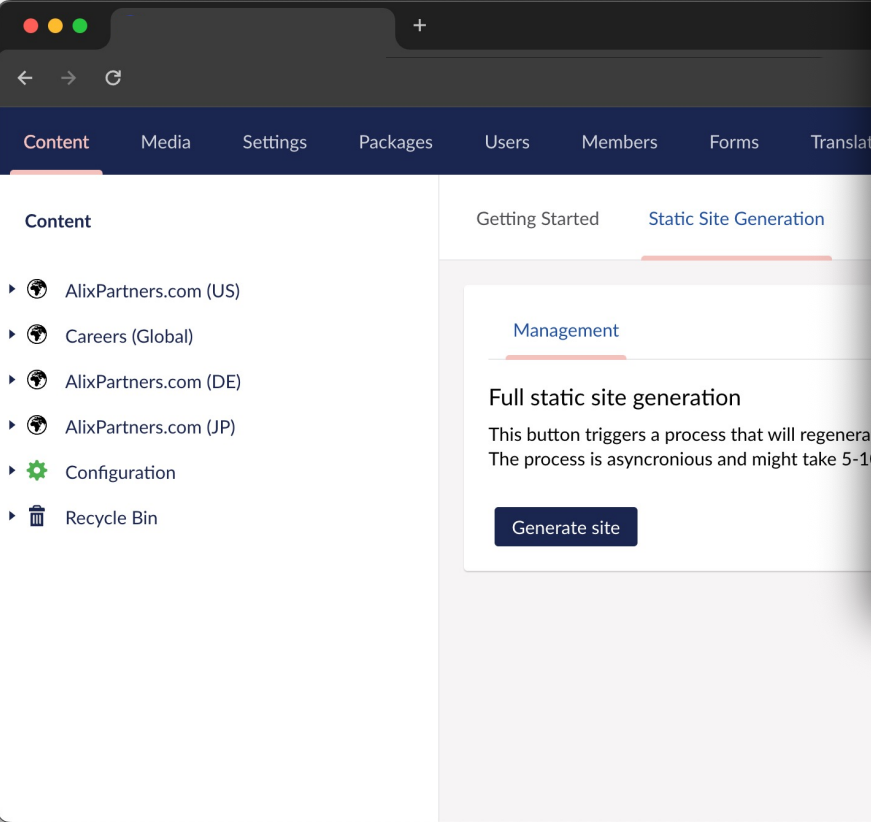 Content Media Settings Packages Users Members Forms
Content
AlixPartners.com (US)
Careers (Global)
AlixPartners.com (DE)
AlixPartners.com (JP)
Configuration
Recycle Bin
Getting Started Static Site Generation
Management
Full static site generation
This button triggers a process that will
The process is asyncronious and might take
Generate site